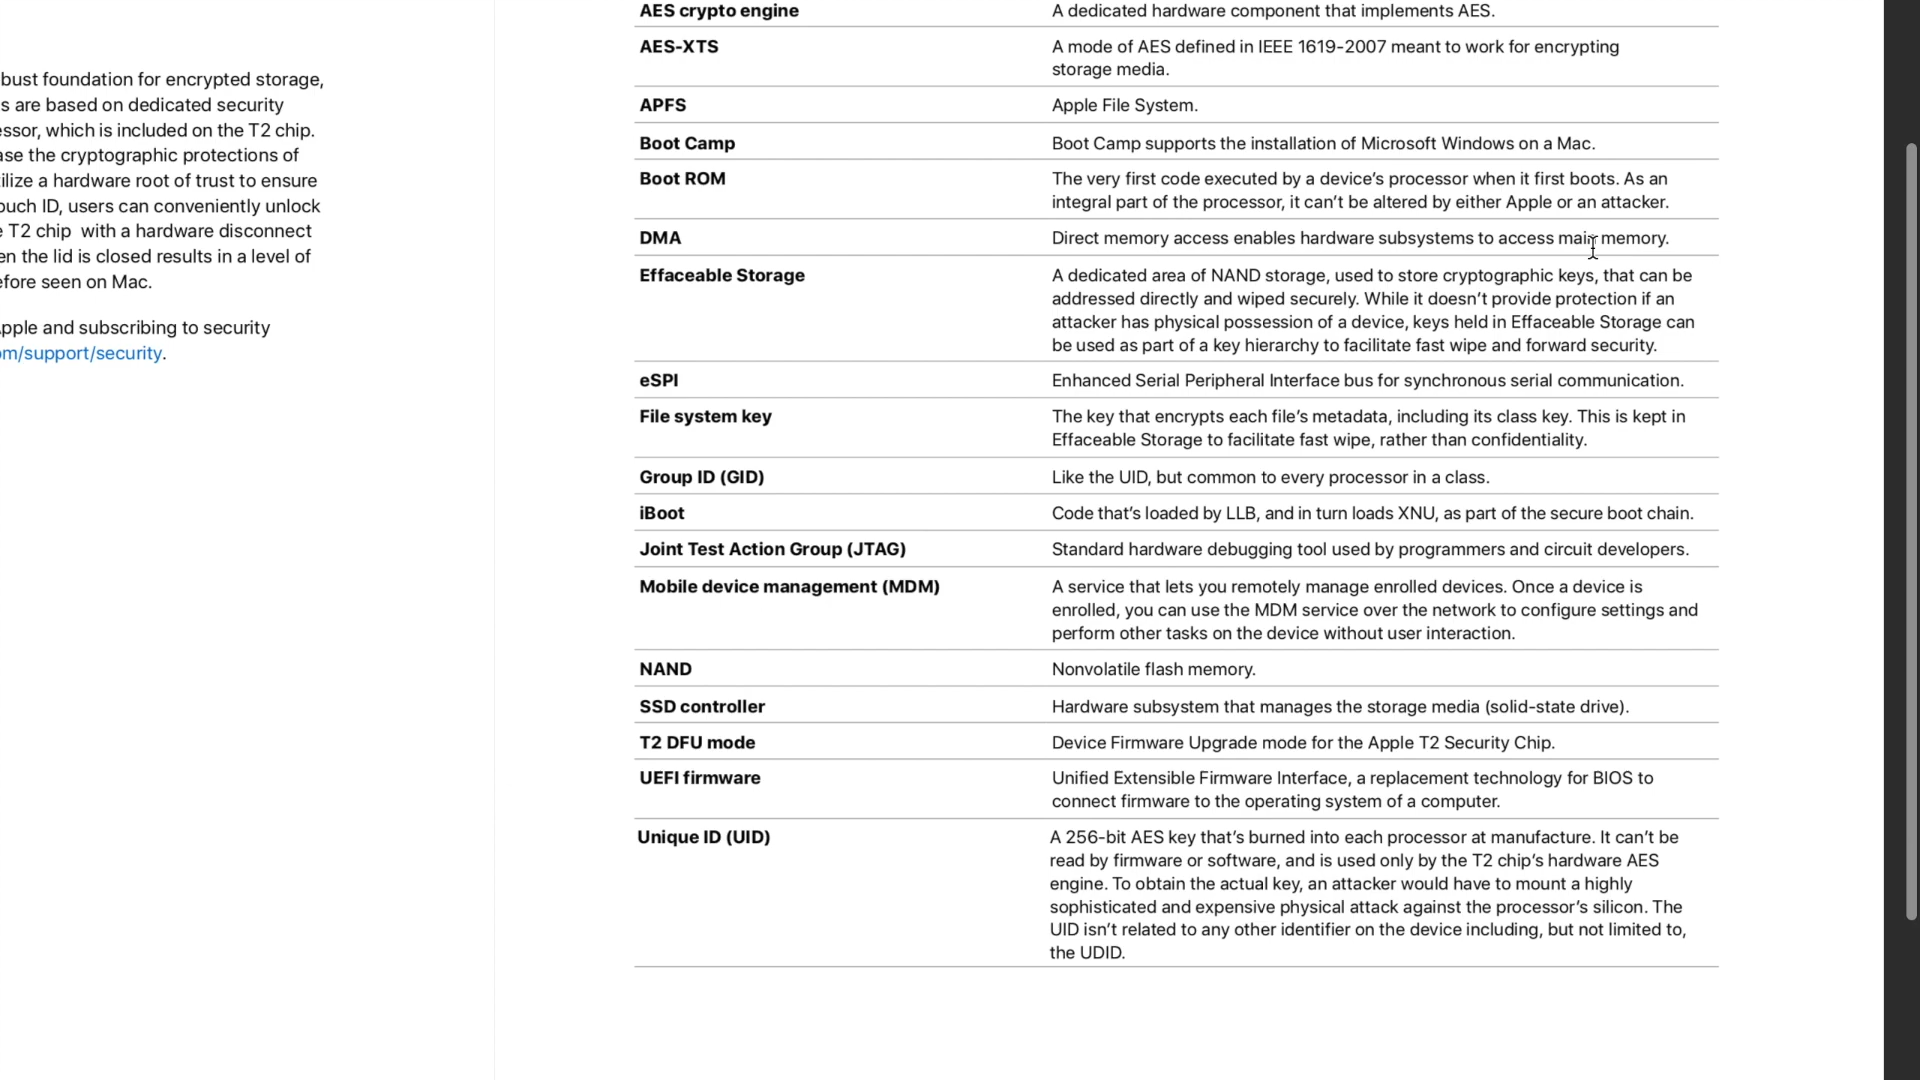 bust foundation for encrypted storage,
s are based on dedicated security
essor, which is included on the T2 chip.
ase the cryptographic protections of
ilize a hardware root of trust to ensure
ouch ID, users can conveniently unlock
e T2 chip  with a hardware disconnect
en the lid is closed results in a level of
efore seen on Mac.
Apple and subscribing to security
om/support/security.
AES crypto engine
A dedicated hardware component that implements AES.
AES-XTS
A mode of AES defined in IEEE 1619-2007 meant to work for encrypting
storage media.
APFS
Apple File System.
Boot Camp
Boot Camp supports the installation of Microsoft Windows on a Mac.
Boot ROM
The very first code executed by a device’s processor when it first boots. As an
integral part of the processor, it can’t be altered by either Apple or an attacker.
DMA
Direct memory access enables hardware subsystems to access main memory.
Effaceable Storage
A dedicated area of NAND storage, used to store cryptographic keys, that can be
addressed directly and wiped securely. While it doesn’t provide protection if an
attacker has physical possession of a device, keys held in Effaceable Storage can
be used as part of a key hierarchy to facilitate fast wipe and forward security.
eSPI
Enhanced Serial Peripheral Interface bus for synchronous serial communication.
File system key
The key that encrypts each file’s metadata, including its class key. This is kept in
Effaceable Storage to facilitate fast wipe, rather than confidentiality.
Group ID (GID)
Like the UID, but common to every processor in a class.
iBoot
Code that’s loaded by LLB, and in turn loads XNU, as part of the secure boot chain.
Joint Test Action Group (JTAG)
Standard hardware debugging tool used by programmers and circuit developers.
Mobile device management (MDM)
A service that lets you remotely manage enrolled devices. Once a device is
enrolled, you can use the MDM service over the network to configure settings and
perform other tasks on the device without user interaction.
NAND
Nonvolatile flash memory.
SSD controller
Hardware subsystem that manages the storage media (solid-state drive).
T2 DFU mode
Device Firmware Upgrade mode for the Apple T2 Security Chip.
UEFI firmware
Unified Extensible Firmware Interface, a replacement technology for BIOS to
connect firmware to the operating system of a computer.
Unique ID (UID)
A 256-bit AES key that’s burned into each processor at manufacture. It can’t be
read by firmware or software, and is used only by the T2 chip’s hardware AES
engine. To obtain the actual key, an attacker would have to mount a highly
sophisticated and expensive physical attack against the processor’s silicon. The
UID isn’t related to any other identifier on the device including, but not limited to,
the UDID.